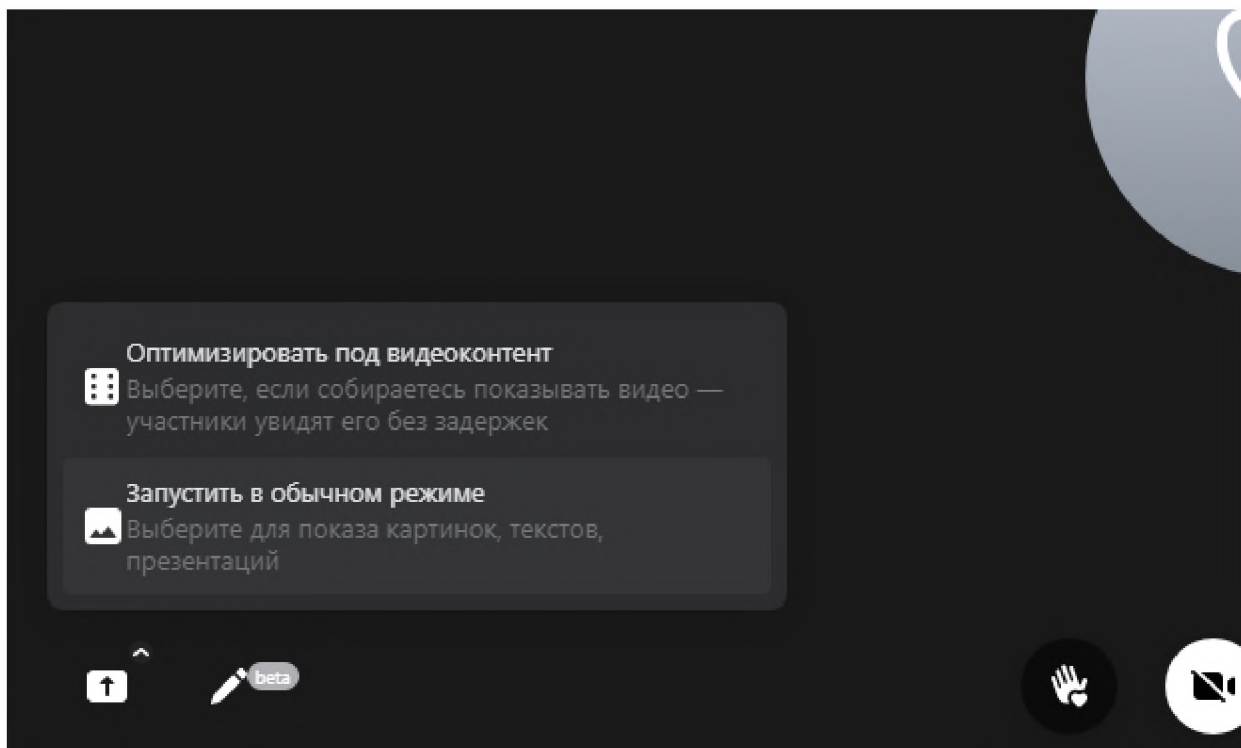 Оптимизировать под видеоконтент
Выберите, если собираетесь показывать видео —
участники увидят его без задержек
Запустить в обычном режиме
Выберите для показа картинок, текстов,
презентаций
beta